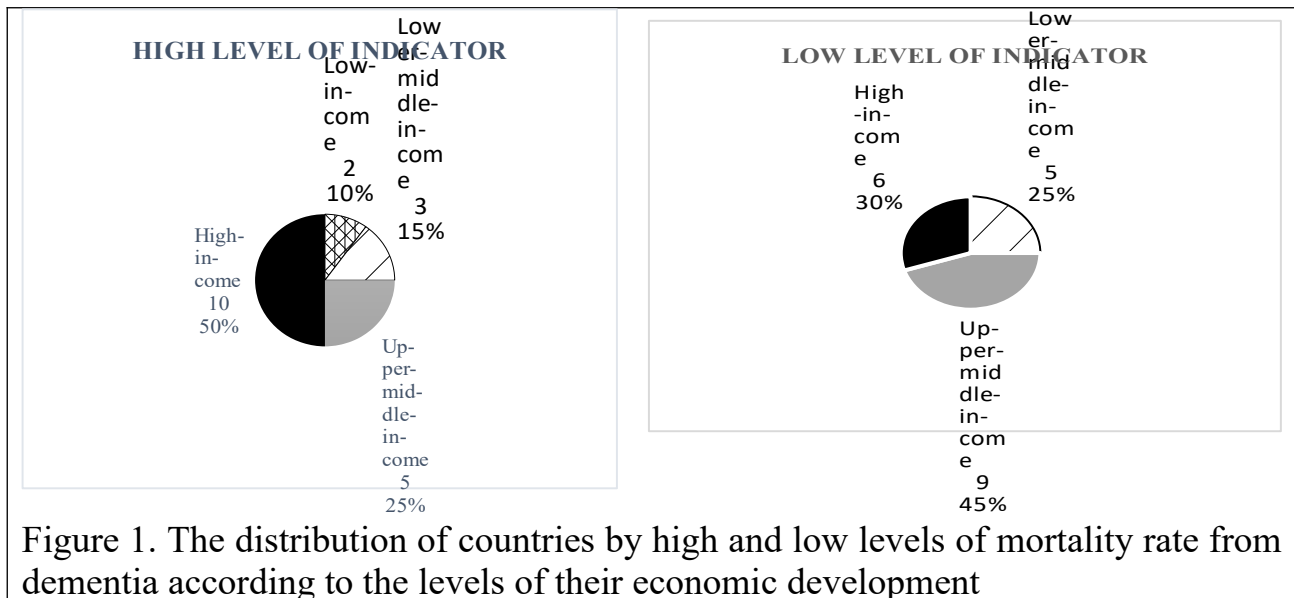 HIGH LEVEL OF INDICATOR
Low-
in-
com
e
2
10%
Low
er-
mid
dle-
in-
com
e
3
15%
High-
in-
come
10
50%
Up-
per-
mid-
dle-
in-
come
5
25%
LOW LEVEL OF INDICATOR
High
-in-
com
e
6
30%
Low
er-
mid
dle-
in-
com
e
5
25%
Up-
per-
mid
dle-
in-
com
e
9
45%
Figure 1. The distribution of countries by high and low levels of mortality rate from
dementia according to the levels of their economic development